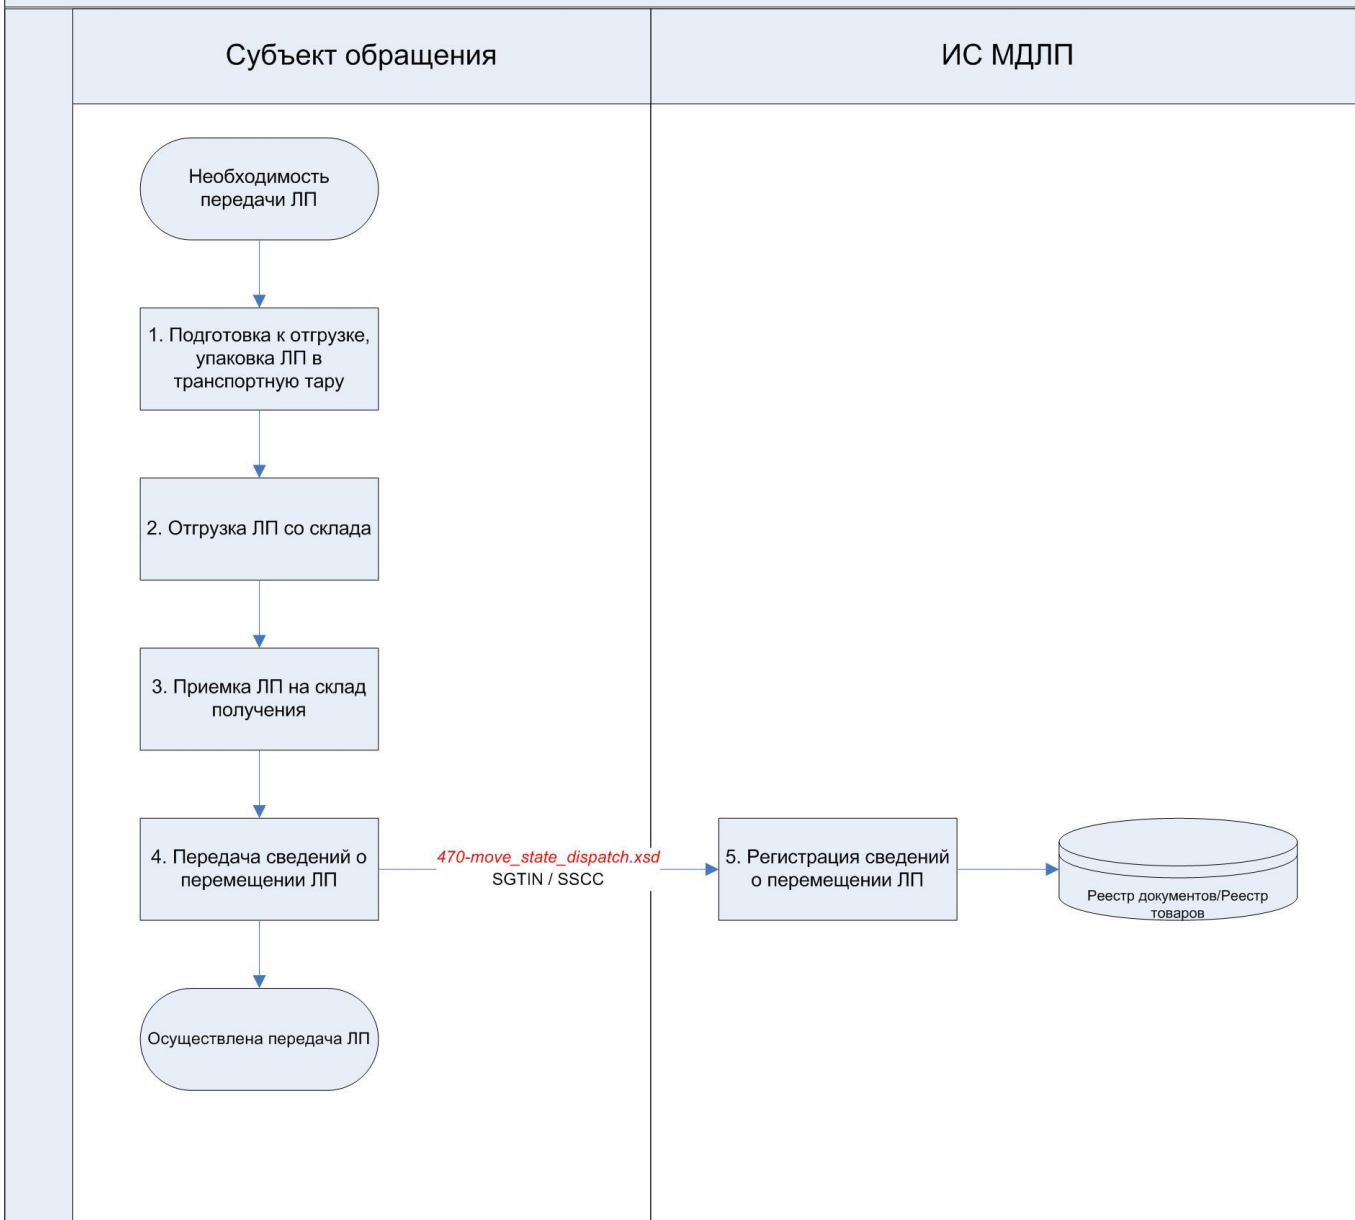 Субъект обращения
ИС МДЛП
Необходимость
передачи ЛП
1. Подготовка к отгрузке,
упаковка ЛП в
транспортную тару
2. Отгрузка ЛП со склада
3. Приемка ЛП на склад
получения
4. Передача сведений о
перемещении ЛП
470-move_state_dispatch.xsd
SGTIN / SSCC
5. Регистрация сведений
о перемещении ЛП
Реестр документов/Реестр
товаров
Осуществлена передача ЛП